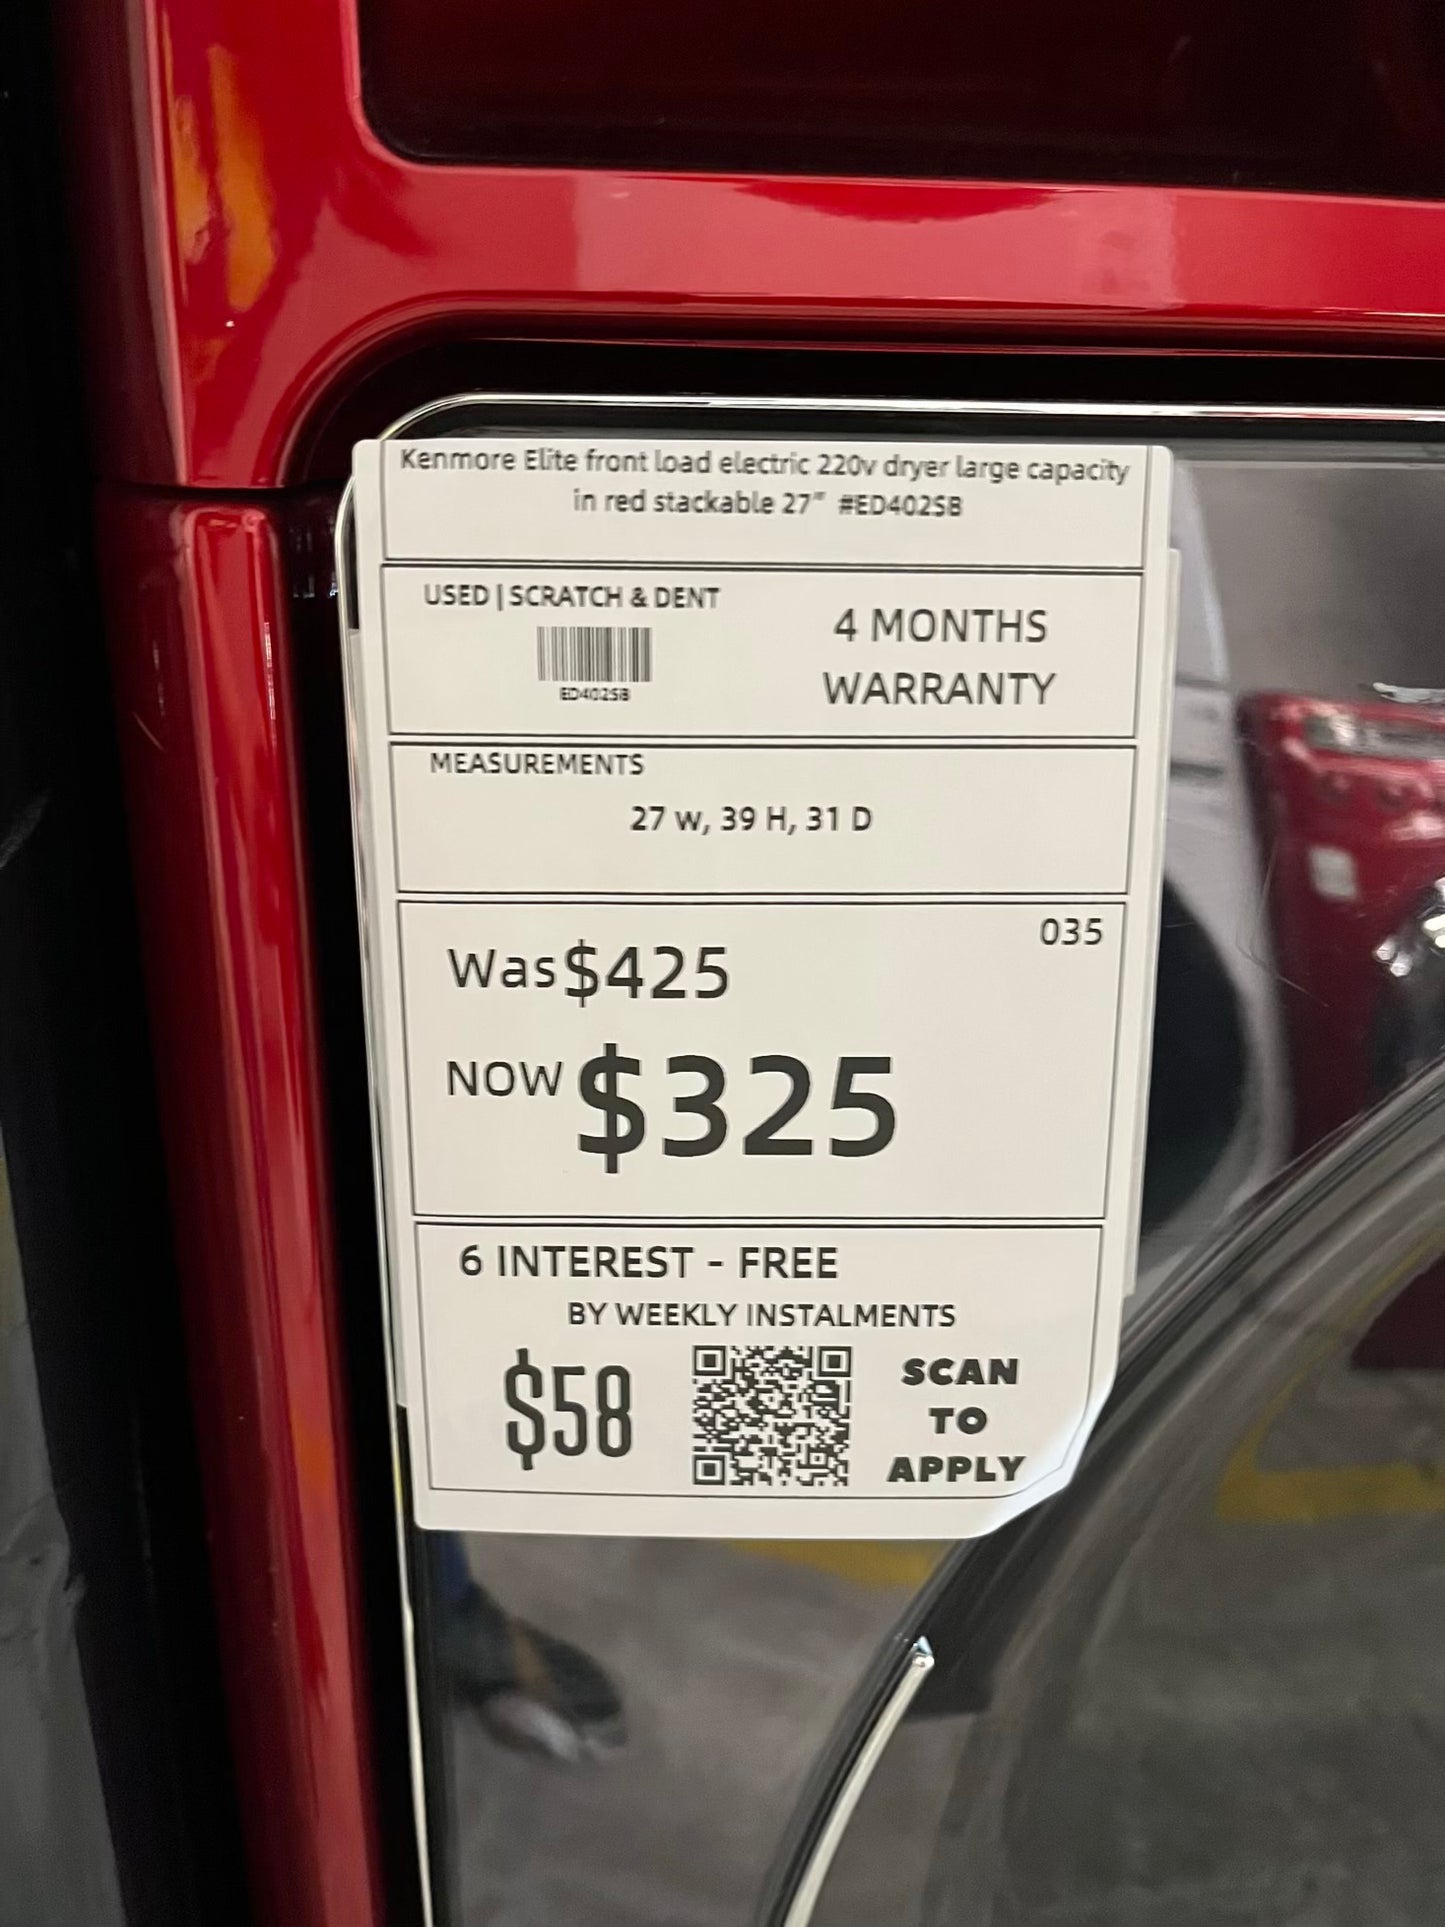 Kenmore Elite front load electric 220v dryer large capacity
in red stackable 27" #ED402SB
USED | SCRATCH & DENT
ED402SB
4 MONTHS
WARRANTY
MEASUREMENTS
27 w, 39 H, 31 D
035
Was $425
NOW $325
6 INTEREST - FREE
BY WEEKLY INSTALMENTS
$58
SCAN
TO
APPLY